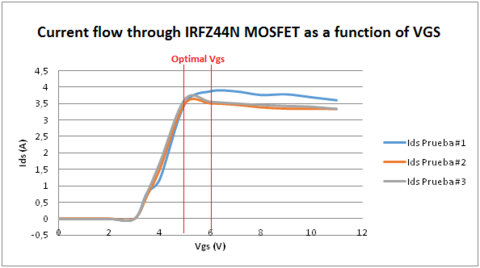 Current flow through IRFZ44N MOSFET as a function of VGS
Optimal Vgs
4,5
4
3,5
3
2,5
2
1,5
1
0,5
0
-0,5
Ids (A)
0
2
4
6
8
10
12
Vgs (V)
Ids Prueba#1
Ids Prueba#2
Ids Prueba#3